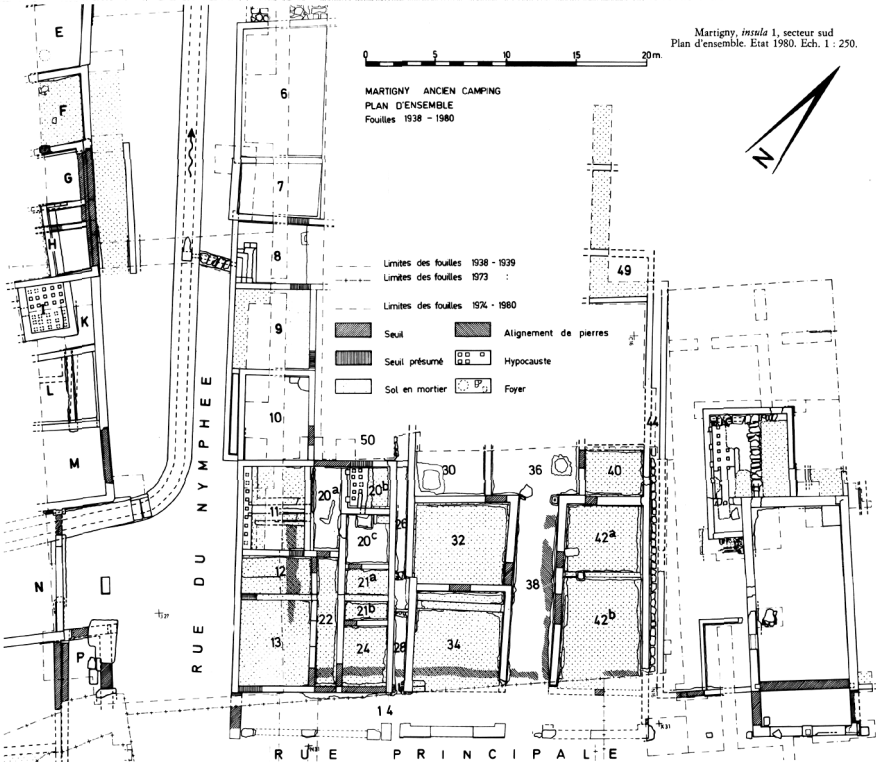 Martigny, insula 1, secteur sud
Plan d'ensemble. Etat 1980. Ech. 1 : 250.
0 5 10 15 20 m.
MARTIGNY ANCIEN CAMPING
PLAN D'ENSEMBLE
Fouilles 1938 - 1980
N
Limites des fouilles 1938 - 1939
Limites des fouilles 1973 :
Limites des fouilles 1974 - 1980
Seuil
Alignement de pierres
Seuil présumé
Hypocauste
Sol en mortier
Foyer
E
F
G
H
K
L
M
N
P
6
7
8
9
10
50
11
12
13
20a
20b
20c
21a
21b
22
24
26
28
30
32
34
36
38
40
42a
42b
44
49
14
RUE DU NYMPHEE
RUE PRINCIPALE